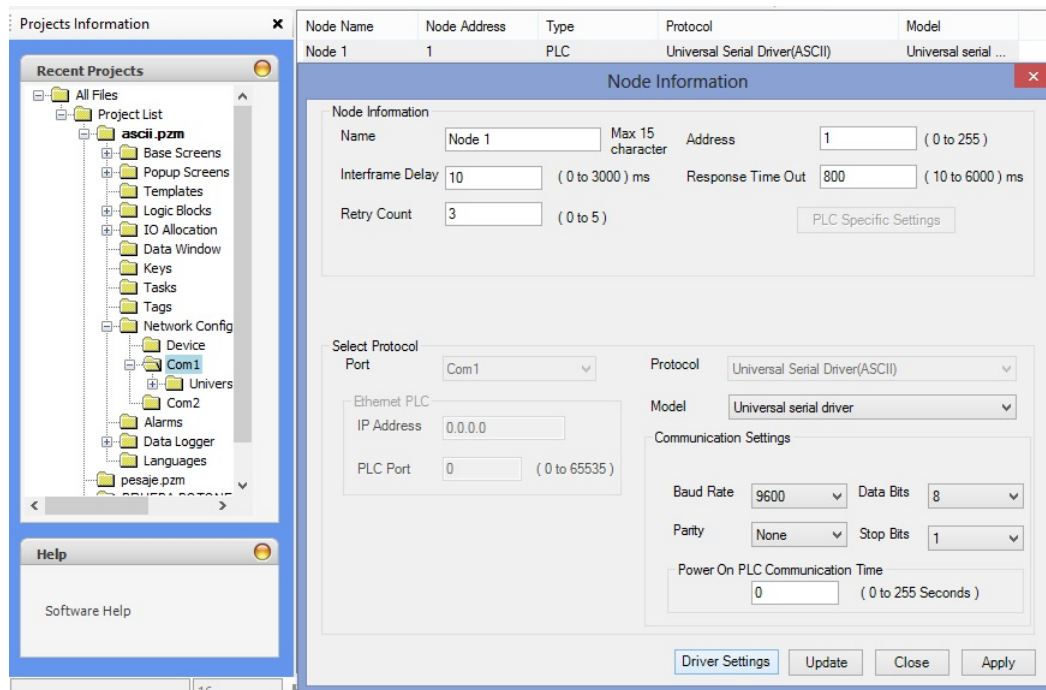 Projects Information
Recent Projects
All Files
Project List
ascii.pzm
Base Screens
Popup Screens
Templates
Logic Blocks
IO Allocation
Data Window
Keys
Tasks
Tags
Network Config
Device
Com1
Univers
Com2
Alarms
Data Logger
Languages
pesaje.pzm
Help
Software Help
Node Name Node Address Type Protocol Model
Node 1 1 PLC Universal Serial Driver(ASCII) Universal serial ...
Node Information
Node Information
Name Node 1 Max 15 character Address 1 ( 0 to 255 )
Interframe Delay 10 ( 0 to 3000 ) ms Response Time Out 800 ( 10 to 6000 ) ms
Retry Count 3 ( 0 to 5 ) PLC Specific Settings
Select Protocol
Port Com1 Protocol Universal Serial Driver(ASCII)
Ethernet PLC Model Universal serial driver
IP Address 0.0.0.0 Communication Settings
PLC Port 0 ( 0 to 65535 )
Baud Rate 9600 Data Bits 8
Parity None Stop Bits 1
Power On PLC Communication Time
0 ( 0 to 255 Seconds )
Driver Settings Update Close Apply